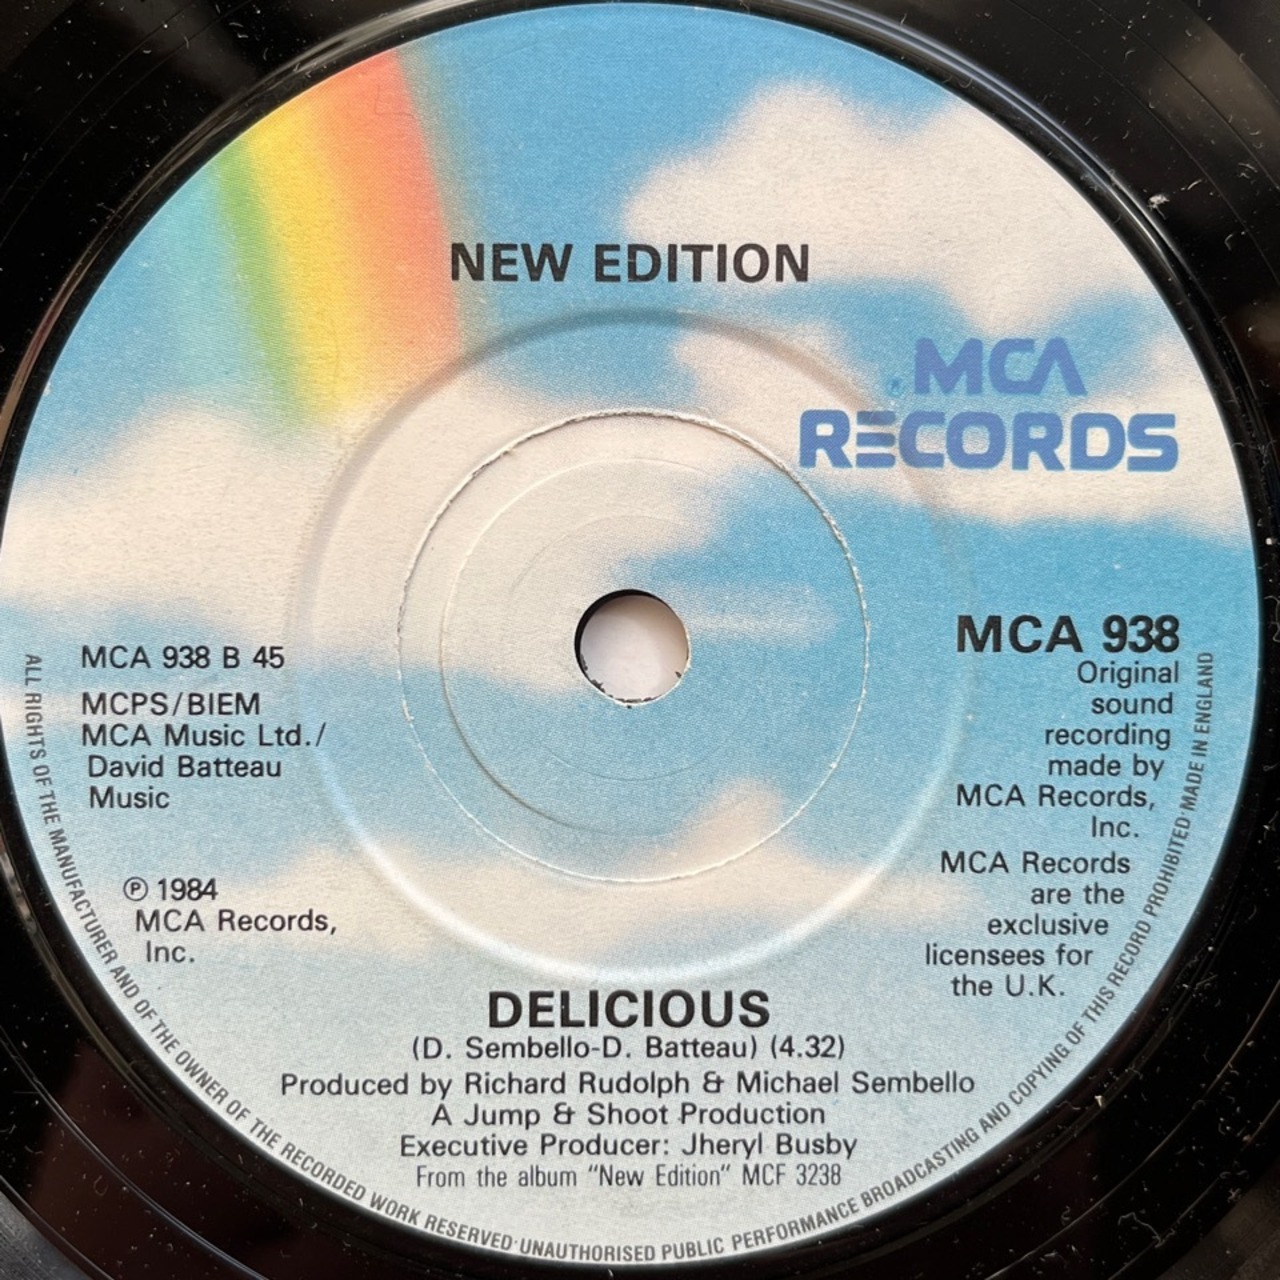 NEW EDITION
® MCA
RECORDS
MCA 938
Original
sound
recording
made by
MCA Records,
Inc.
MCA Records
are the
exclusive
licensees for
the U.K.
MCA 938 B 45
MCPS/BIEM
MCA Music Ltd./
David Batteau
Music
℗ 1984
MCA Records,
Inc.
DELICIOUS
(D. Sembello-D. Batteau) (4.32)
Produced by Richard Rudolph & Michael Sembello
A Jump & Shoot Production
Executive Producer: Jheryl Busby
From the album "New Edition" MCF 3238
ALL RIGHTS OF THE MANUFACTURER AND OF THE OWNER OF THE RECORDED WORK RESERVED·UNAUTHORISED PUBLIC PERFORMANCE BROADCASTING AND COPYING OF THIS RECORD PROHIBITED·MADE IN ENGLAND